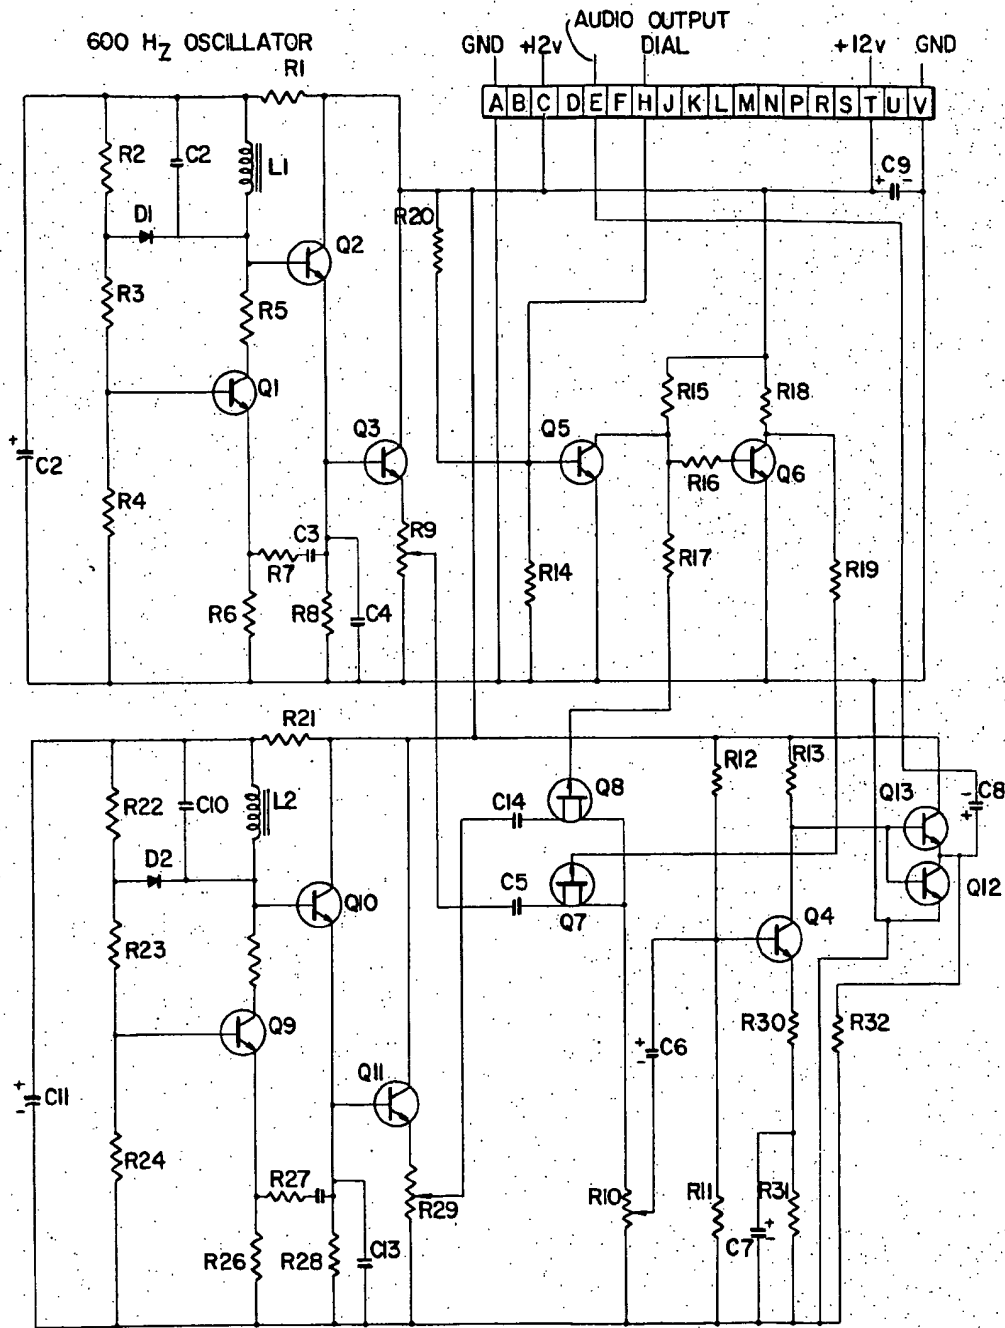 600 Hz OSCILLATOR
AUDIO OUTPUT
GND +12v DIAL +12v GND
A B C D E F H J K L M N P R S T U V
R1
R2 C2 L1
+ C9 -
R20
D1
Q2
R3
R5
Q1
R15 R18
Q3 Q5
+
C2
R16 Q6
R4
R9
C3
R7
R14 R17 R19
R6 R8 C4
R21
R12 R13
Q8
R22 C10 L2
C14
Q13 - C8
+
D2
C5
Q10
Q7
Q12
R23
Q4
Q9
R30 R32
+
-
C6
Q11
+
-
C11
R24
R27
R29
R10 R11 R31
R26 R28 C13
C7 +
-